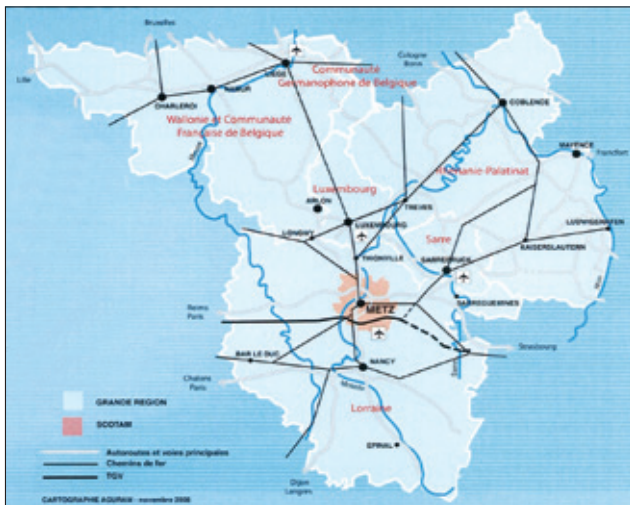 Bruxelles
Cologne
Bonn
Lille
LIEGE
Communauté
Germanophone de Belgique
NAMUR
CHARLEROI
COBLENCE
Wallonie et Communauté
Française de Belgique
MAYENCE
Francfort
Meuse
Rhénanie-Palatinat
Luxembourg
ARLON
TREVES
LUXEMBOURG
LUDWIGSHAFEN
LONGWY
Sarre
KAISERSLAUTERN
THIONVILLE
SARREBRUCK
SARREGUEMINES
Reims
Paris
METZ
Strasbourg
BAR LE DUC
NANCY
Chalons
Paris
Moselle
Lorraine
GRANDE REGION
SCOTAM
EPINAL
Autoroutes et voies principales
Chemins de fer
TGV
Dijon
Langres
CARTOGRAPHIE AGURAM - novembre 2008